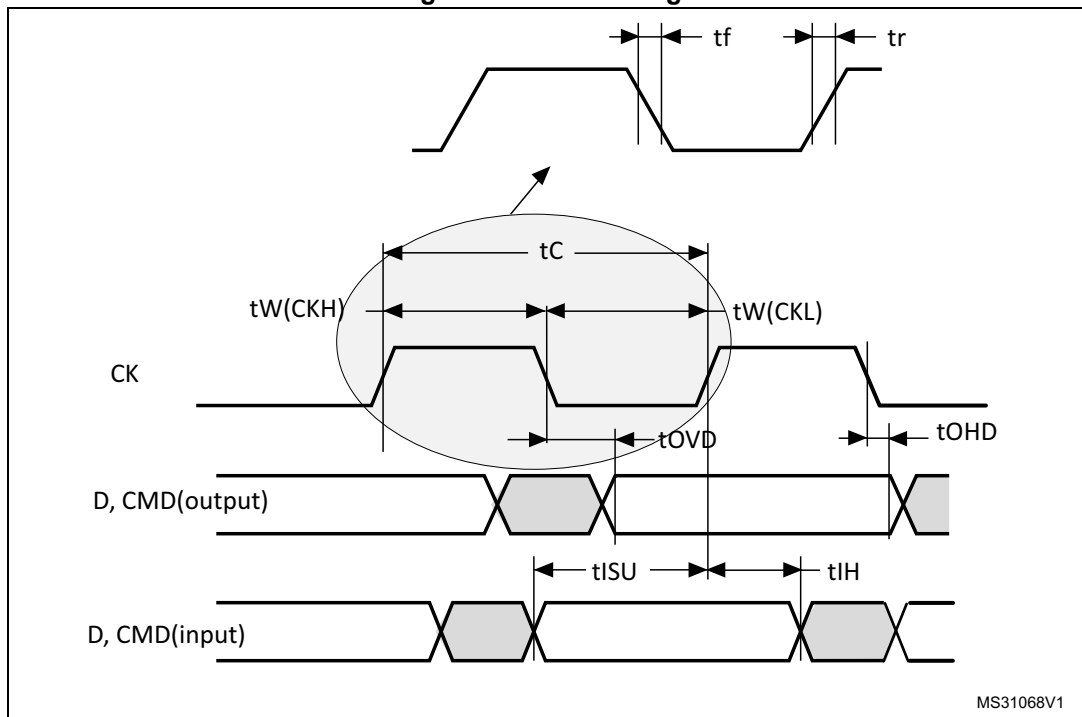 tf
tr
tC
tW(CKH)
tW(CKL)
CK
tOVD
tOHD
D, CMD(output)
tISU
tIH
D, CMD(input)
MS31068V1